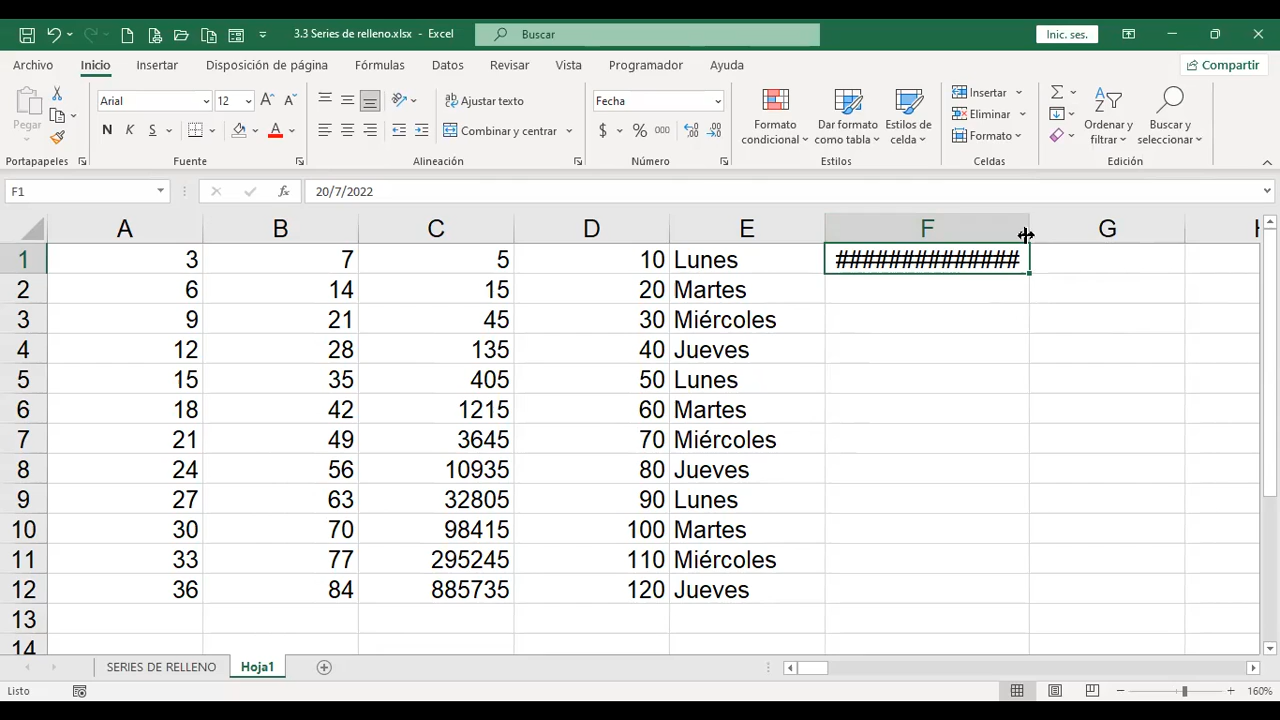 3.3 Series de relleno.xlsx - Excel
Buscar
Inic. ses.
Archivo Inicio Insertar Disposición de página Fórmulas Datos Revisar Vista Programador Ayuda
Compartir
Pegar
Portapapeles
Arial 12
N K S
Fuente
Ajustar texto
Combinar y centrar
Alineación
Fecha
$ % 000
Número
Formato condicional
Dar formato como tabla
Estilos de celda
Estilos
Insertar
Eliminar
Formato
Celdas
Ordenar y filtrar
Buscar y seleccionar
Edición
F1 fx 20/7/2022
A B C D E F G H
1 3 7 5 10 Lunes ##############
2 6 14 15 20 Martes
3 9 21 45 30 Miércoles
4 12 28 135 40 Jueves
5 15 35 405 50 Lunes
6 18 42 1215 60 Martes
7 21 49 3645 70 Miércoles
8 24 56 10935 80 Jueves
9 27 63 32805 90 Lunes
10 30 70 98415 100 Martes
11 33 77 295245 110 Miércoles
12 36 84 885735 120 Jueves
13
14
SERIES DE RELLENO Hoja1
Listo
160%